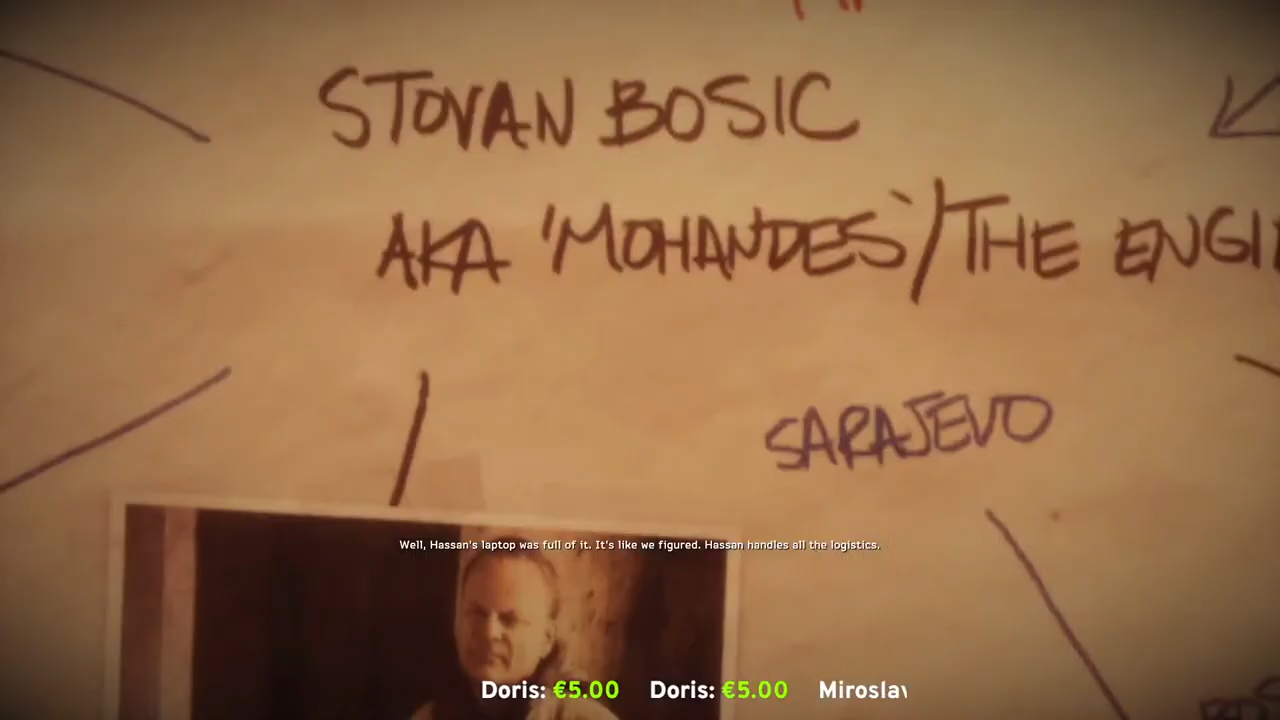 STOVAN BOSIC
AKA 'MOHANDES'/THE ENGI
SARAJEVO
Well, Hassan's laptop was full of it. It's like we figured. Hassan handles all the logistics.
Doris: €5.00 Doris: €5.00 Miroslav